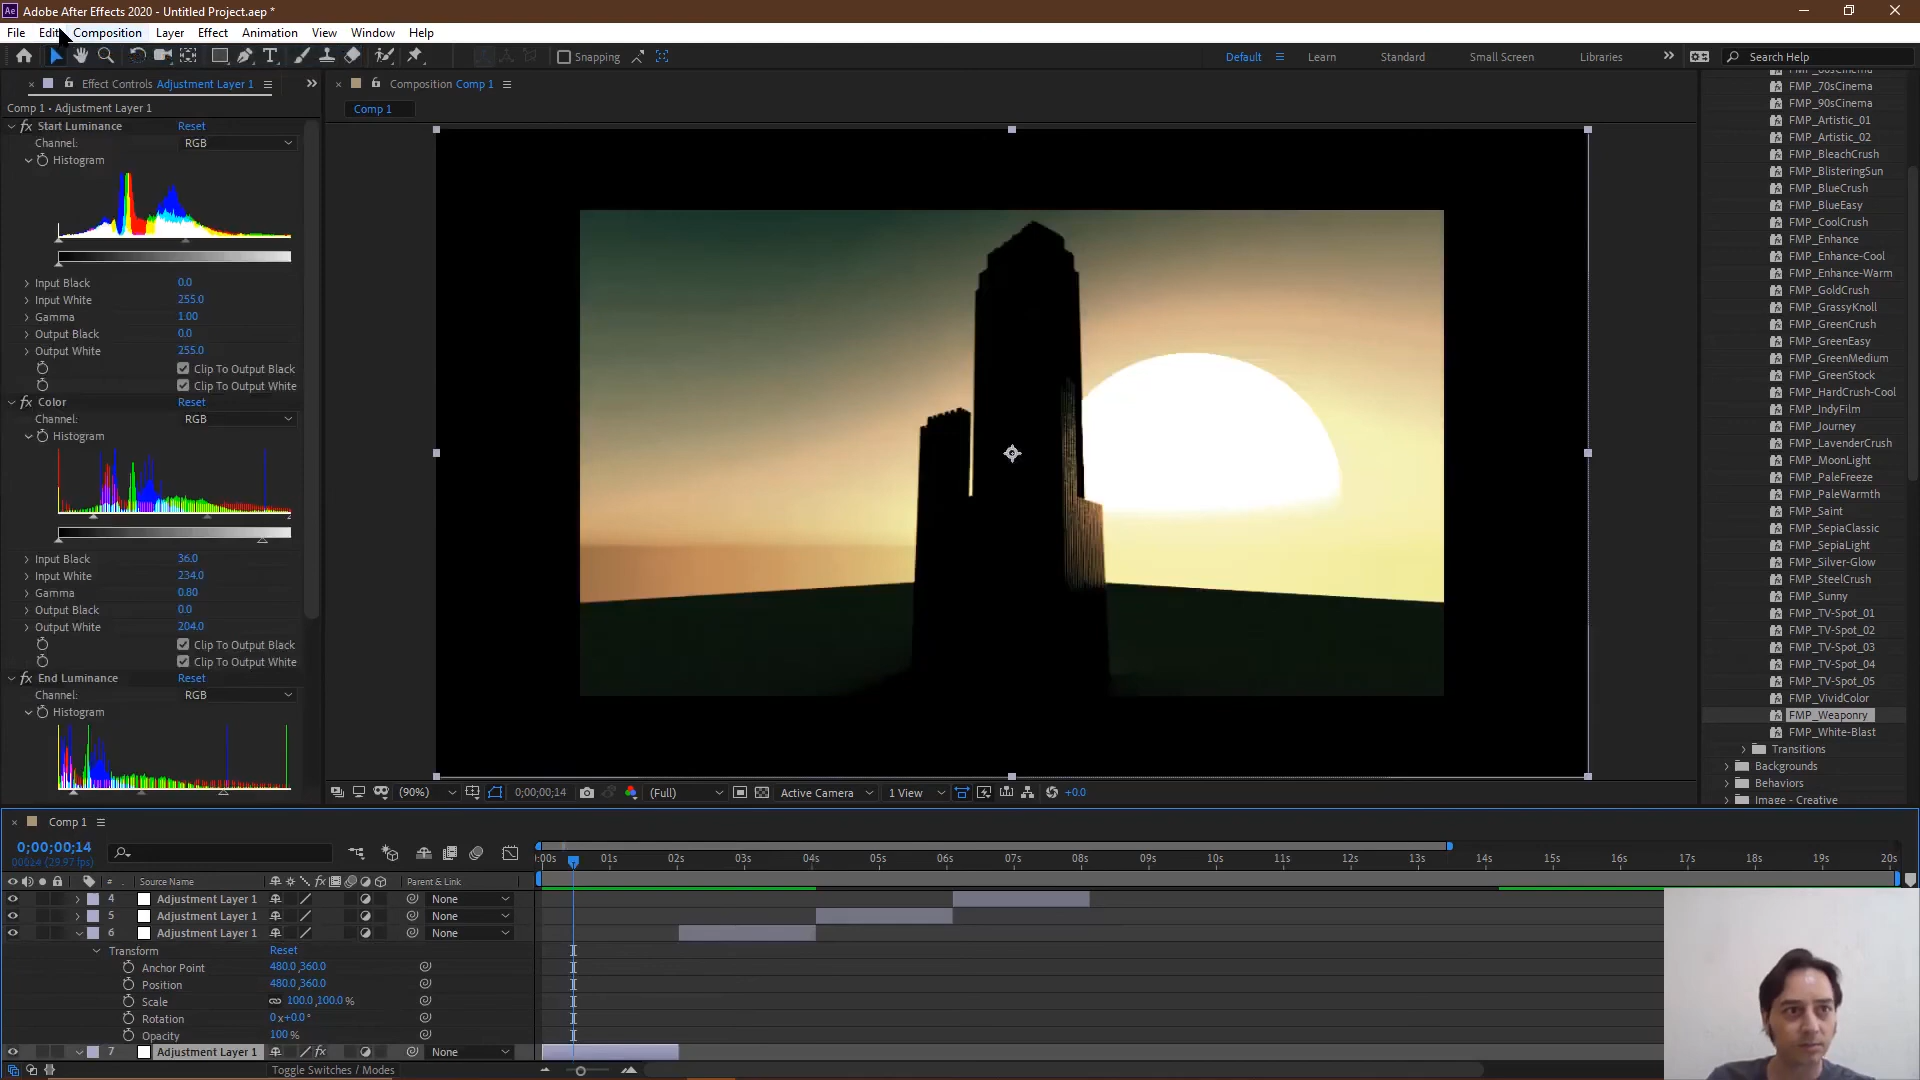 Adobe After Effects 2020 - Untitled Project.aep *
File Edit Composition Layer Effect Animation View Window Help
Snapping Default Learn Standard Small Screen Libraries Search Help
Effect Controls Adjustment Layer 1
Composition Comp 1
Comp 1 • Adjustment Layer 1
Comp 1
Start Luminance Reset
Channel: RGB
Histogram
Input Black 0.0
Input White 255.0
Gamma 1.00
Output Black 0.0
Output White 255.0
Clip To Output Black
Clip To Output White
Color Reset
Channel: RGB
Histogram
Input Black 36.0
Input White 234.0
Gamma 0.80
Output Black 0.0
Output White 204.0
Clip To Output Black
Clip To Output White
End Luminance Reset
Channel: RGB
Histogram
FMP_70sCinema
FMP_90sCinema
FMP_Artistic_01
FMP_Artistic_02
FMP_BleachCrush
FMP_BlisteringSun
FMP_BlueCrush
FMP_BlueEasy
FMP_CoolCrush
FMP_Enhance
FMP_Enhance-Cool
FMP_Enhance-Warm
FMP_GoldCrush
FMP_GrassyKnoll
FMP_GreenCrush
FMP_GreenEasy
FMP_GreenMedium
FMP_GreenStock
FMP_HardCrush-Cool
FMP_IndyFilm
FMP_Journey
FMP_LavenderCrush
FMP_MoonLight
FMP_PaleFreeze
FMP_PaleWarmth
FMP_Saint
FMP_SepiaClassic
FMP_SepiaLight
FMP_Silver-Glow
FMP_SteelCrush
FMP_Sunny
FMP_TV-Spot_01
FMP_TV-Spot_02
FMP_TV-Spot_03
FMP_TV-Spot_04
FMP_TV-Spot_05
FMP_VividColor
FMP_Weaponry
FMP_White-Blast
Transitions
Backgrounds
Behaviors
Image - Creative
(90%) 0;00;00;14 (Full) Active Camera 1 View +0.0
Comp 1
0;00;00;14
00014 (29.97 fps)
:00s 01s 02s 03s 04s 05s 06s 07s 08s 09s 10s 11s 12s 13s 14s 15s 16s 17s 18s 19s 20s
# Source Name Parent & Link
4 Adjustment Layer 1 None
5 Adjustment Layer 1 None
6 Adjustment Layer 1 None
Transform Reset
Anchor Point 480.0,360.0
Position 480.0,360.0
Scale 100.0,100.0 %
Rotation 0x+0.0°
Opacity 100 %
7 Adjustment Layer 1 None
Toggle Switches / Modes